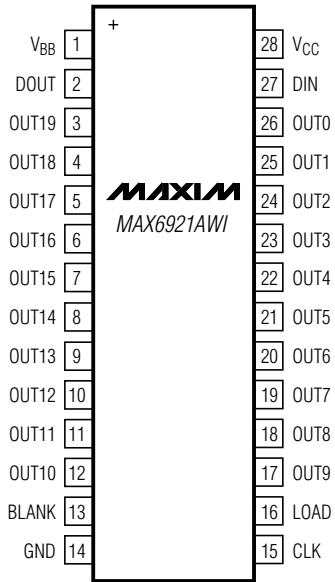 +
VBB 1 28 VCC
DOUT 2 27 DIN
OUT19 3 26 OUT0
OUT18 4 25 OUT1
OUT17 5 MAXIM 24 OUT2
OUT16 6 MAX6921AWI 23 OUT3
OUT15 7 22 OUT4
OUT14 8 21 OUT5
OUT13 9 20 OUT6
OUT12 10 19 OUT7
OUT11 11 18 OUT8
OUT10 12 17 OUT9
BLANK 13 16 LOAD
GND 14 15 CLK